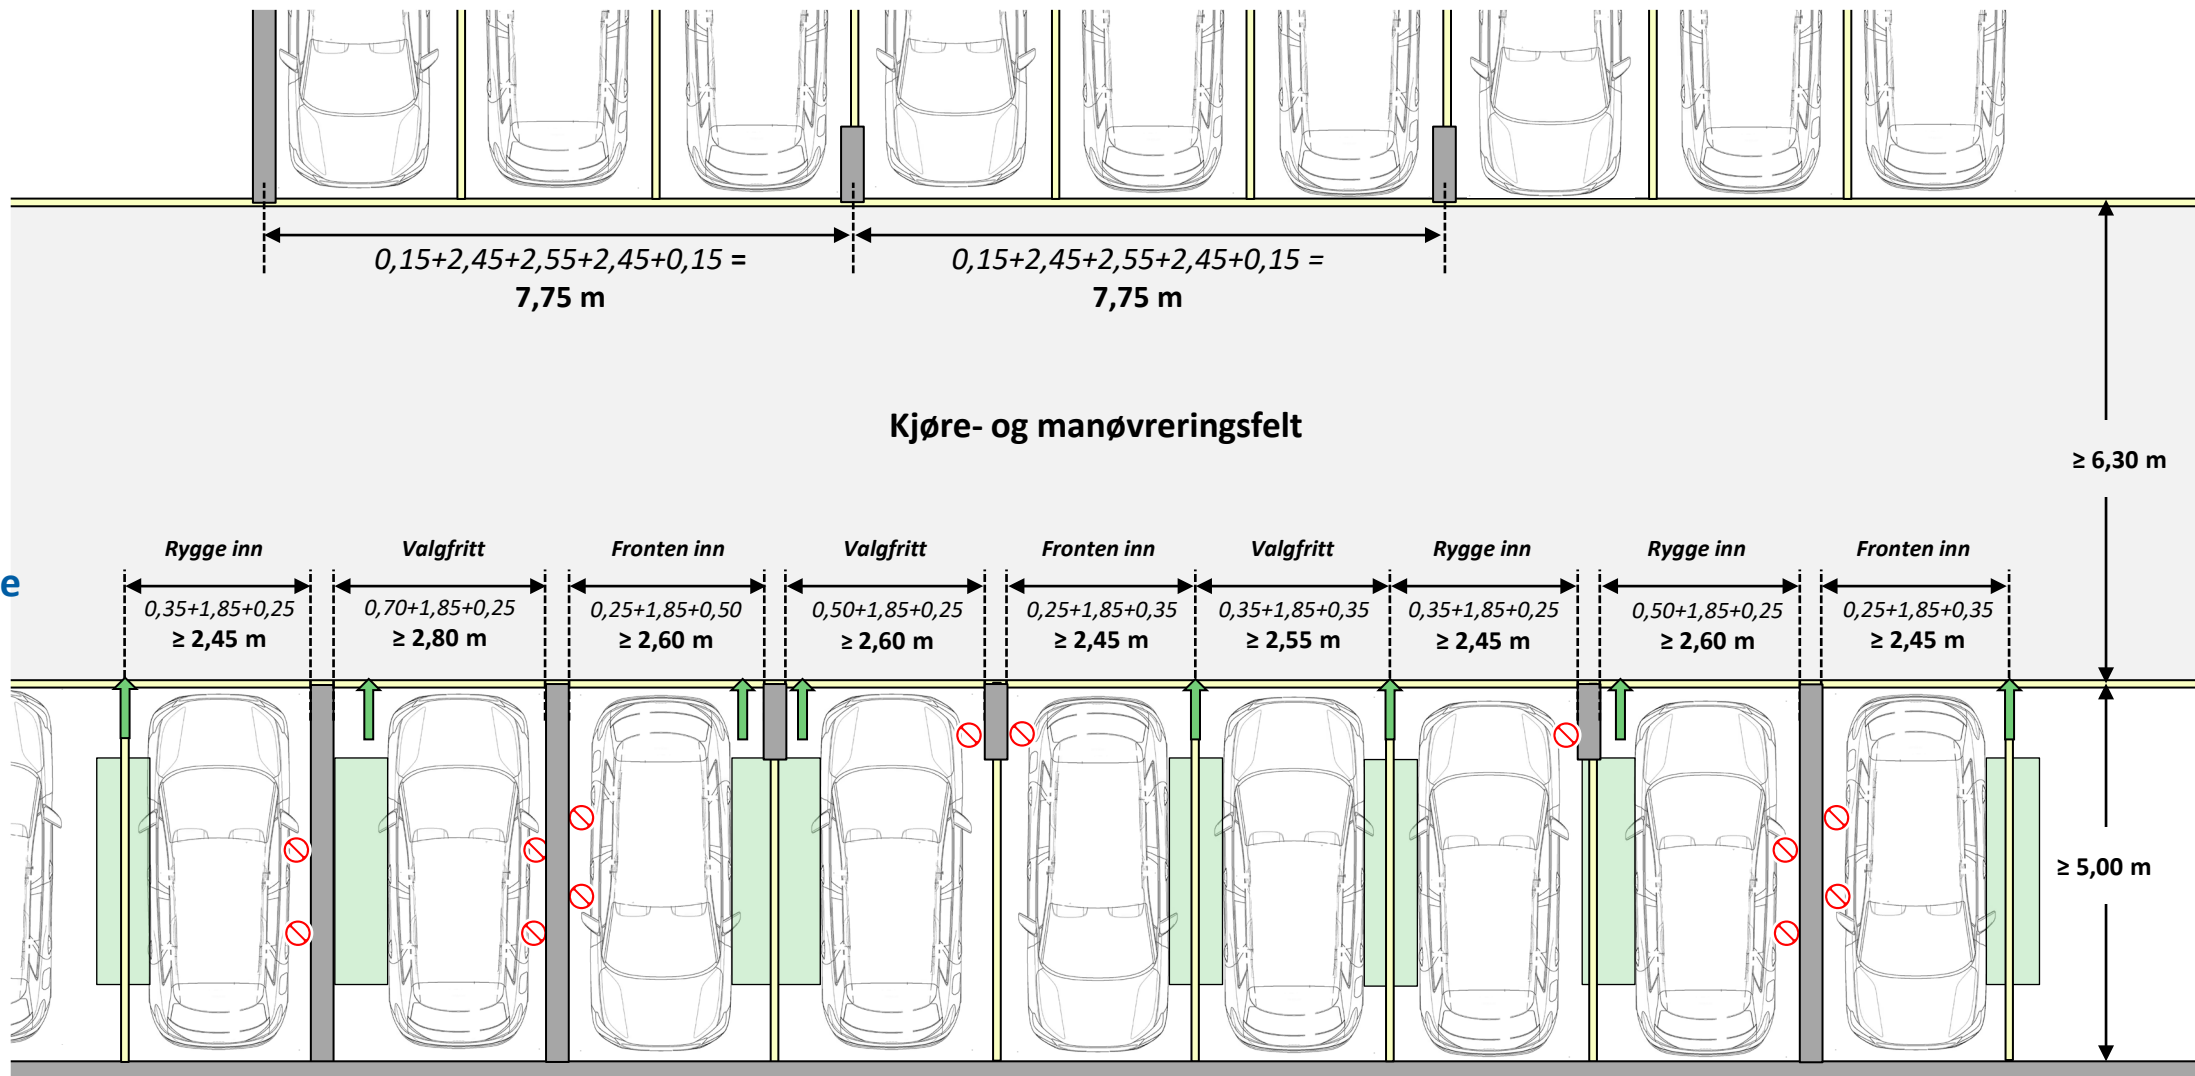 0,15+2,45+2,55+2,45+0,15 =
7,75 m
0,15+2,45+2,55+2,45+0,15 =
7,75 m
Kjøre- og manøvreringsfelt
≥ 6,30 m
Rygge inn
Valgfritt
Fronten inn
Valgfritt
Fronten inn
Valgfritt
Rygge inn
Rygge inn
Fronten inn
e
0,35+1,85+0,25
≥ 2,45 m
0,70+1,85+0,25
≥ 2,80 m
0,25+1,85+0,50
≥ 2,60 m
0,50+1,85+0,25
≥ 2,60 m
0,25+1,85+0,35
≥ 2,45 m
0,35+1,85+0,35
≥ 2,55 m
0,35+1,85+0,25
≥ 2,45 m
0,50+1,85+0,25
≥ 2,60 m
0,25+1,85+0,35
≥ 2,45 m
≥ 5,00 m